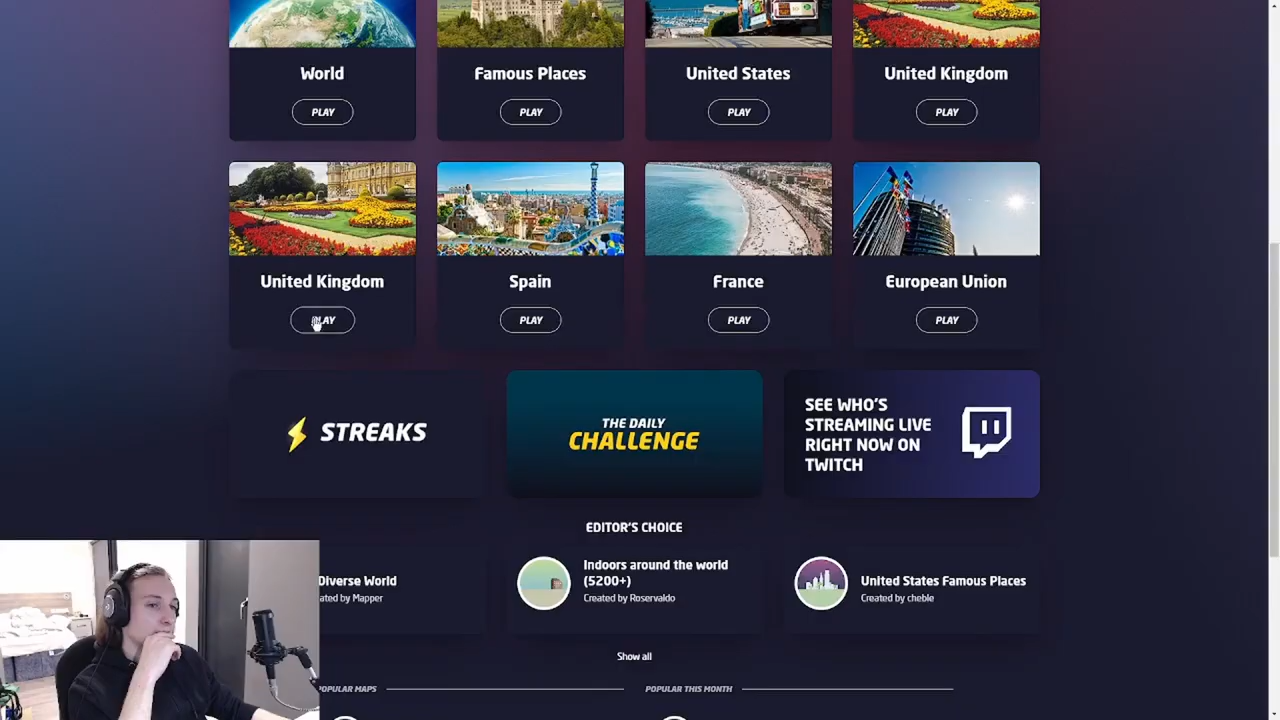 World
Famous Places
United States
United Kingdom
PLAY
PLAY
PLAY
PLAY
United Kingdom
Spain
France
European Union
PLAY
PLAY
PLAY
STREAKS
THE DAILY
CHALLENGE
SEE WHO'S
STREAMING LIVE
RIGHT NOW ON
TWITCH
EDITOR'S CHOICE
Diverse World
ated by Mapper
Indoors around the world
(5200+)
Created by Roservaldo
United States Famous Places
Created by cheble
Show all
POPULAR MAPS
POPULAR THIS MONTH